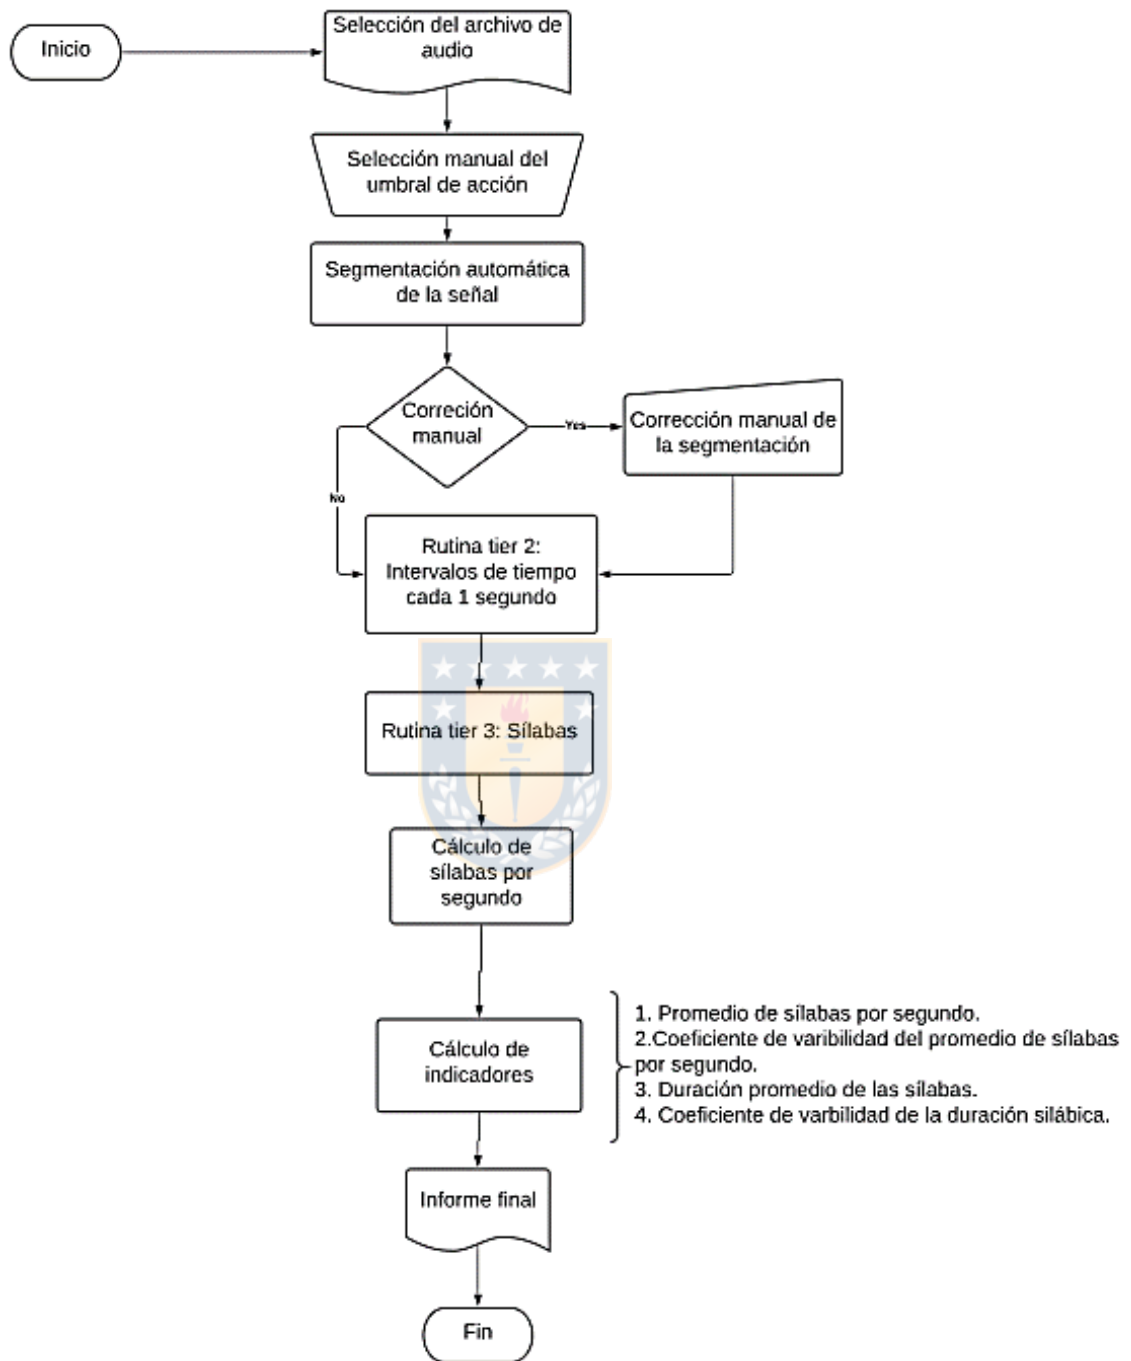 Inicio
Selección del archivo de
audio
Selección manual del
umbral de acción
Segmentación automática
de la señal
Correción
manual
Yes
Corrección manual de
la segmentación
No
Rutina tier 2:
Intervalos de tiempo
cada 1 segundo
Rutina tier 3: Sílabas
Cálculo de
sílabas por
segundo
Cálculo de
indicadores
1. Promedio de sílabas por segundo.
2.Coeficiente de varibilidad del promedio de sílabas
por segundo.
3. Duración promedio de las sílabas.
4. Coeficiente de varbilidad de la duración silábica.
Informe final
Fin